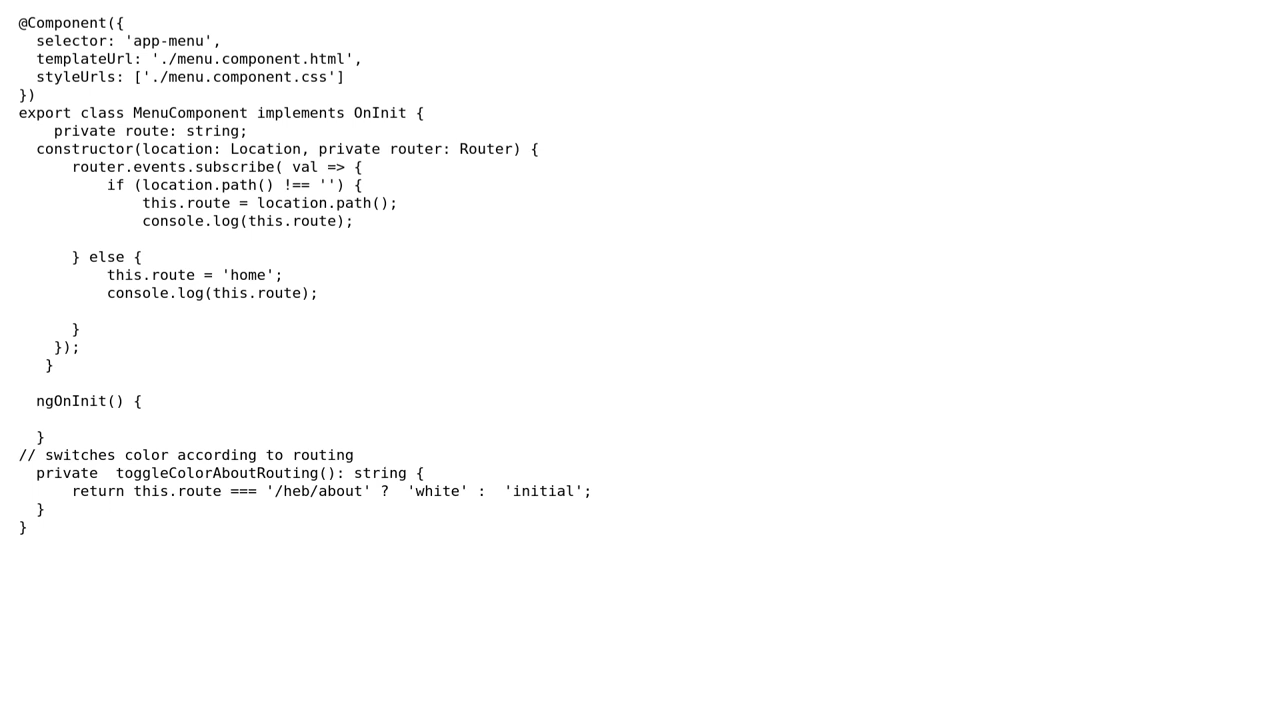 @Component({
  selector: 'app-menu',
  templateUrl: './menu.component.html',
  styleUrls: ['./menu.component.css']
})
export class MenuComponent implements OnInit {
    private route: string;
  constructor(location: Location, private router: Router) {
      router.events.subscribe( val => {
          if (location.path() !== '') {
              this.route = location.path();
              console.log(this.route);

      } else {
          this.route = 'home';
          console.log(this.route);

      }
    });
   }

  ngOnInit() {

  }
// switches color according to routing
  private  toggleColorAboutRouting(): string {
      return this.route === '/heb/about' ?  'white' :  'initial';
  }
}